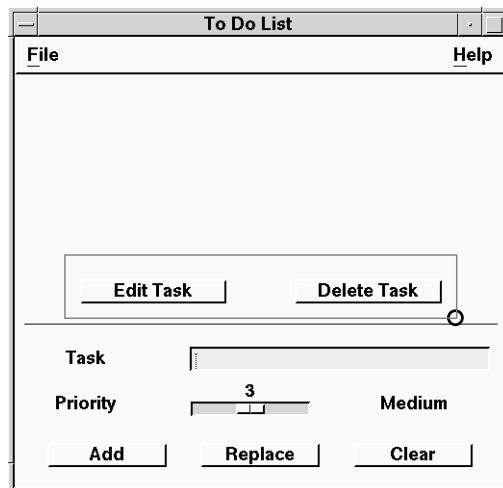 To Do List
File Help
Edit Task Delete Task
Task
3
Priority Medium
Add Replace Clear